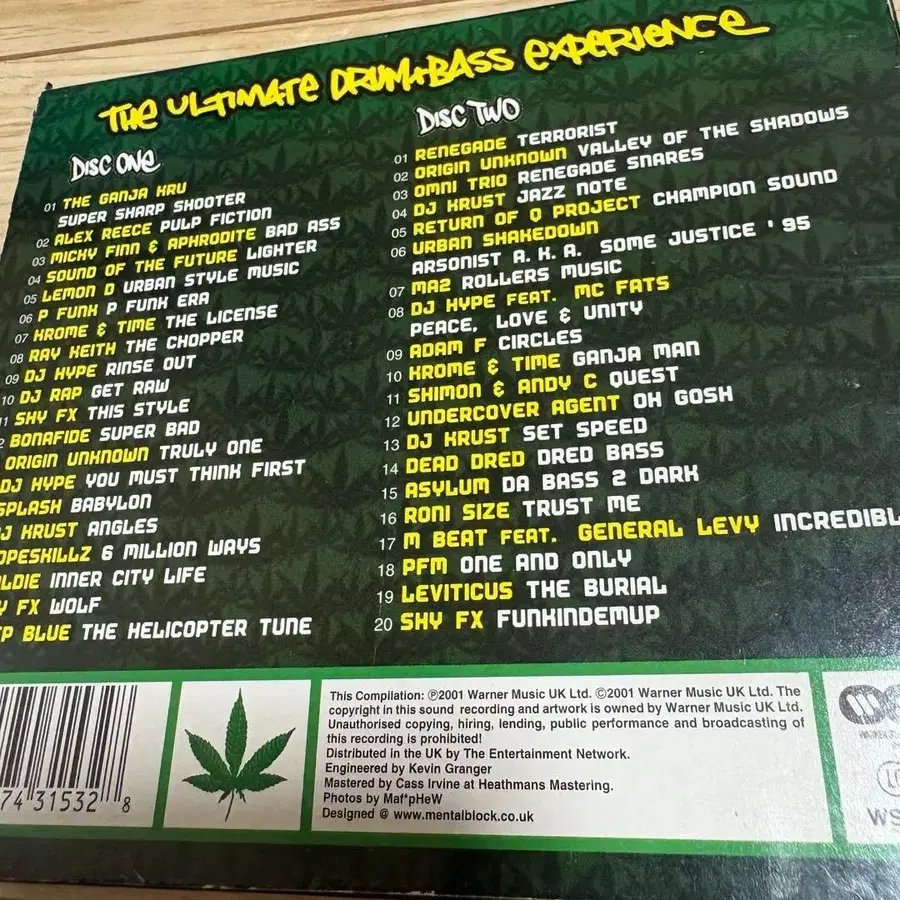 THE ULTIMATE DRUM+BASS EXPERIENCE
DISC ONE
01 THE GANJA KRU
SUPER SHARP SHOOTER
02 ALEX REECE PULP FICTION
03 MICKY FINN & APHRODITE BAD ASS
04 SOUND OF THE FUTURE LIGHTER
05 LEMON D URBAN STYLE MUSIC
06 P FUNK P FUNK ERA
07 KROME & TIME THE LICENSE
08 RAY KEITH THE CHOPPER
09 DJ HYPE RINSE OUT
10 DJ RAP GET RAW
11 SHY FX THIS STYLE
2 BONAFIDE SUPER BAD
ORIGIN UNKNOWN TRULY ONE
DJ HYPE YOU MUST THINK FIRST
SPLASH BABYLON
J KRUST ANGLES
OPESKILLZ 6 MILLION WAYS
LDIE INNER CITY LIFE
Y FX WOLF
EP BLUE THE HELICOPTER TUNE
DISC TWO
01 RENEGADE TERRORIST
02 ORIGIN UNKNOWN VALLEY OF THE SHADOWS
03 OMNI TRIO RENEGADE SNARES
04 DJ KRUST JAZZ NOTE
05 RETURN OF Q PROJECT CHAMPION SOUND
06 URBAN SHAKEDOWN
ARSONIST A. K. A. SOME JUSTICE ' 95
07 MA2 ROLLERS MUSIC
08 DJ HYPE FEAT. MC FATS
PEACE, LOVE & UNITY
09 ADAM F CIRCLES
10 KROME & TIME GANJA MAN
11 SHIMON & ANDY C QUEST
12 UNDERCOVER AGENT OH GOSH
13 DJ KRUST SET SPEED
14 DEAD DRED DRED BASS
15 ASYLUM DA BASS 2 DARK
16 RONI SIZE TRUST ME
17 M BEAT FEAT. GENERAL LEVY INCREDIBL
18 PFM ONE AND ONLY
19 LEVITICUS THE BURIAL
20 SHY FX FUNKINDEMUP
74 31532 8
This Compilation: ℗2001 Warner Music UK Ltd. ©2001 Warner Music UK Ltd. The
copyright in this sound recording and artwork is owned by Warner Music UK Ltd.
Unauthorised copying, hiring, lending, public performance and broadcasting of
this recording is prohibited!
Distributed in the UK by The Entertainment Network.
Engineered by Kevin Granger
Mastered by Cass Irvine at Heathmans Mastering.
Photos by Maf*pHeW
Designed @ www.mentalblock.co.uk
WS